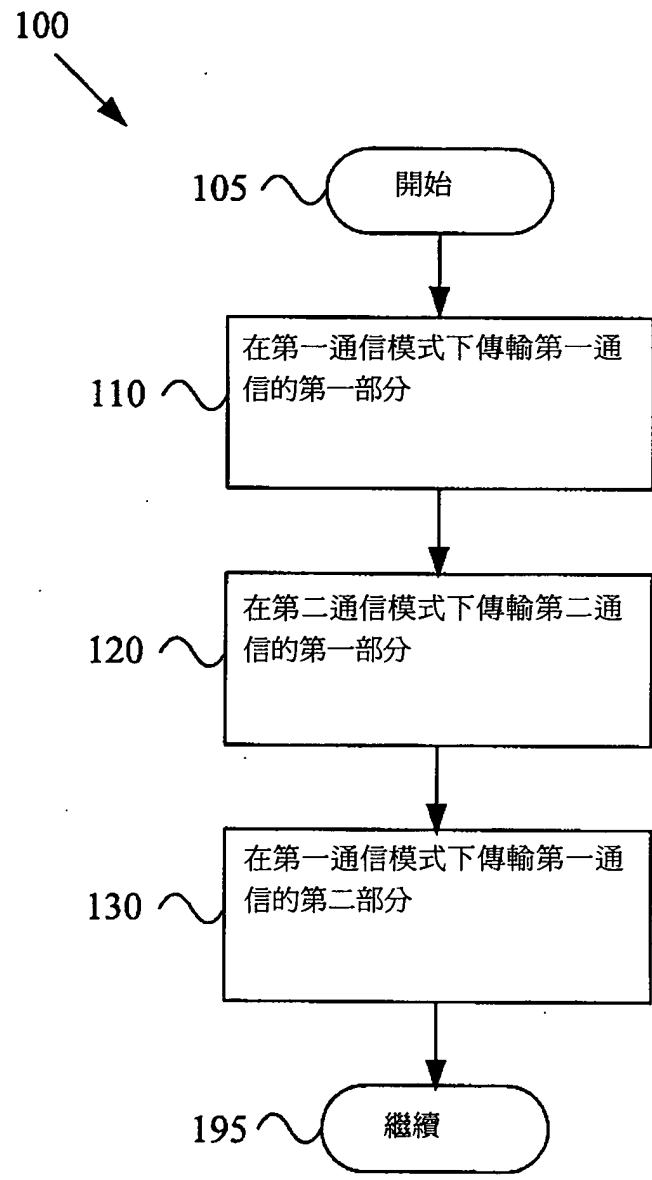 100
105
開始
110
在第一通信模式下傳輸第一通
信的第一部分
120
在第二通信模式下傳輸第二通
信的第一部分
130
在第一通信模式下傳輸第一通
信的第二部分
195
繼續